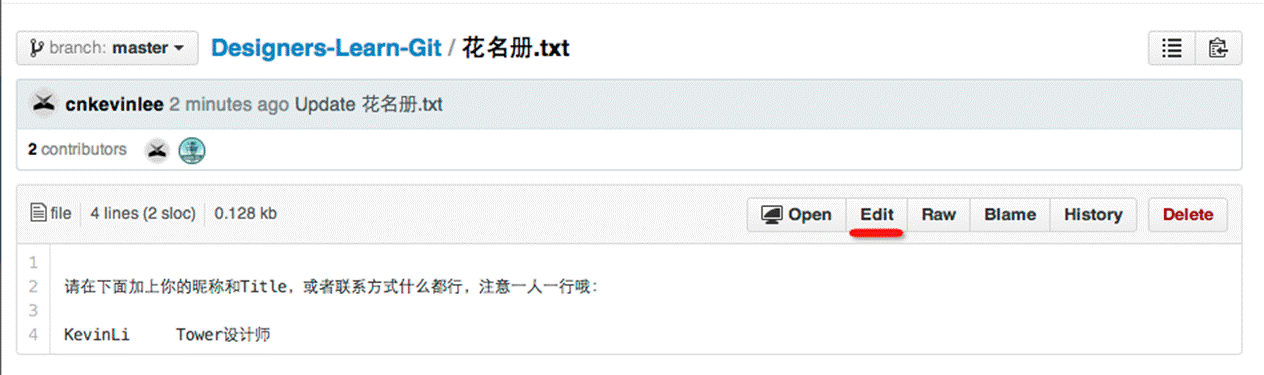 branch: master Designers-Learn-Git / 花名册.txt
cnkevinlee 2 minutes ago Update 花名册.txt
2 contributors
file 4 lines (2 sloc) 0.128 kb Open Edit Raw Blame History Delete
1
2 请在下面加上你的昵称和Title，或者联系方式什么都行，注意一人一行哦：
3
4 KevinLi Tower设计师